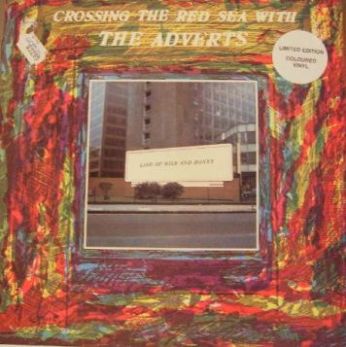 CROSSING THE RED SEA WITH
THE ADVERTS
LIMITED EDITION
COLOURED
VINYL
LAND OF MILK AND HONEY